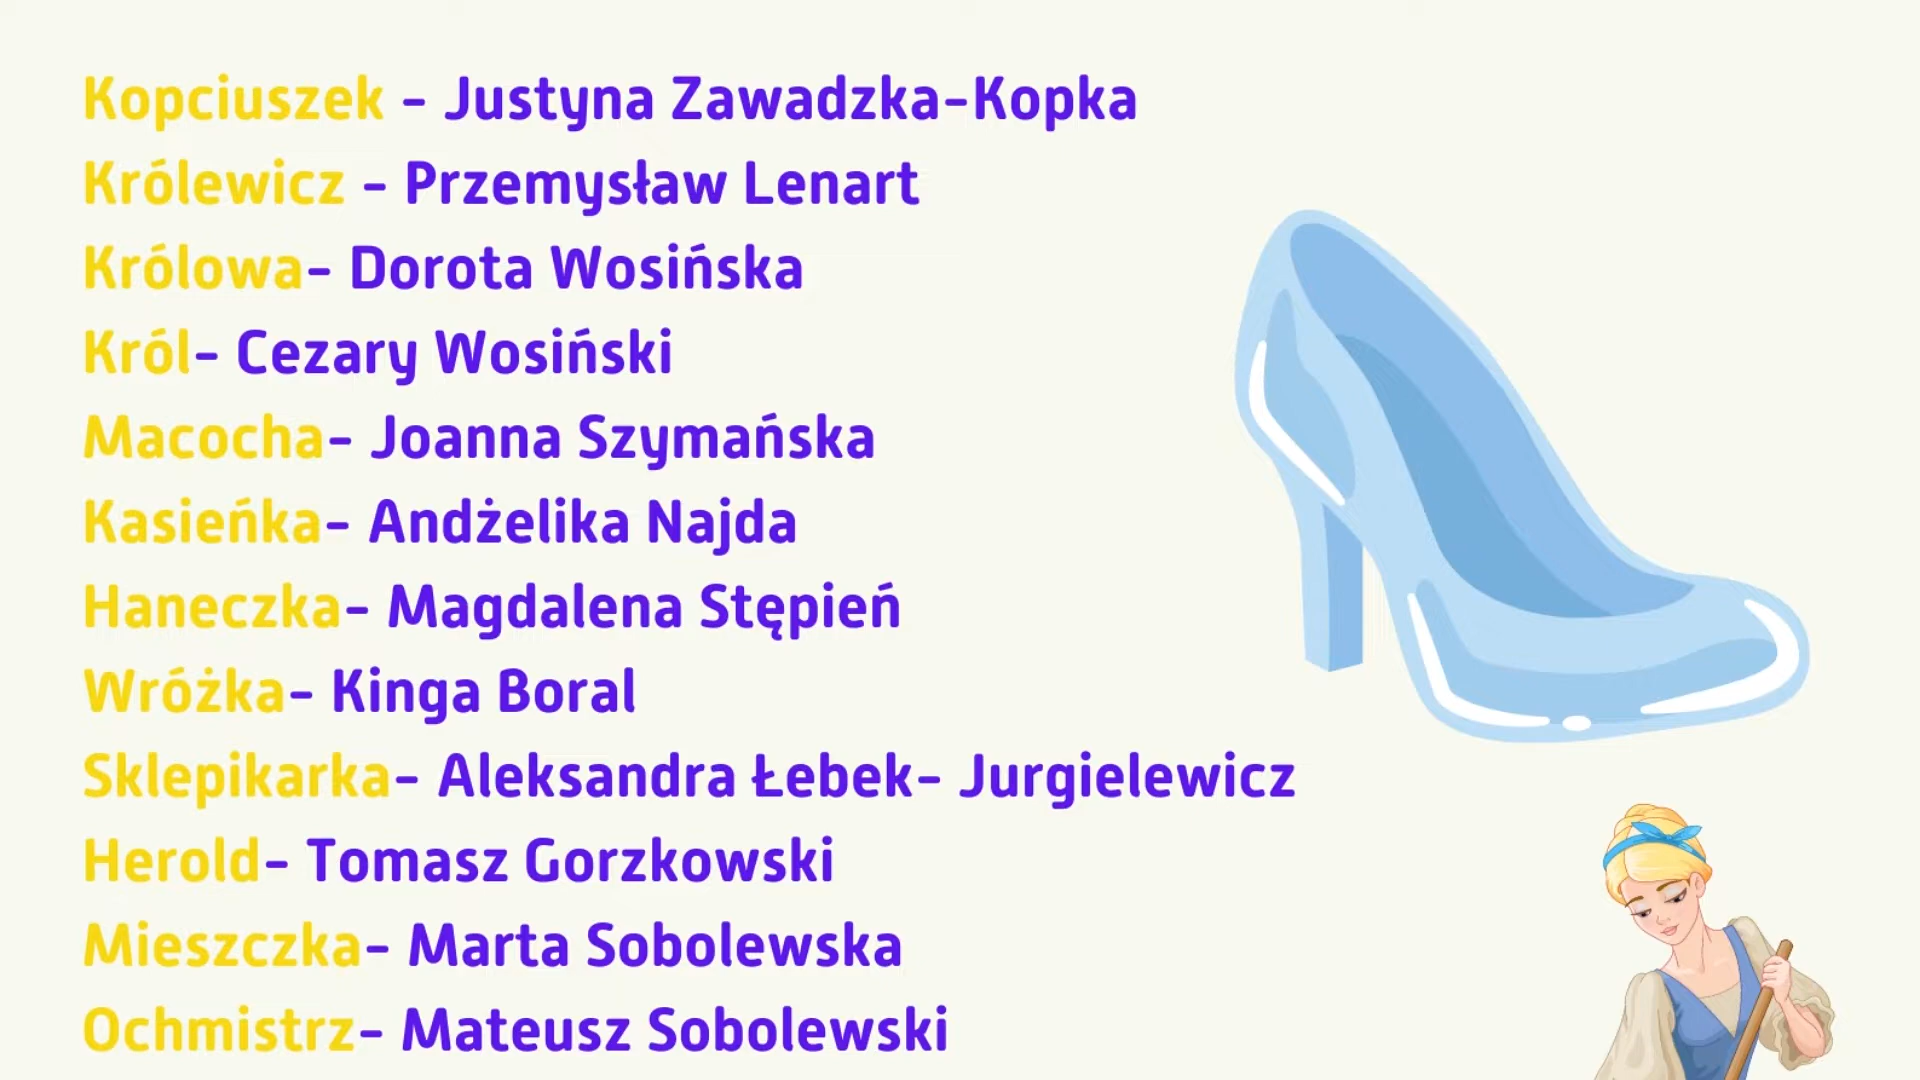 Kopciuszek - Justyna Zawadzka-Kopka
Królewicz - Przemysław Lenart
Królowa- Dorota Wosińska
Król- Cezary Wosiński
Macocha- Joanna Szymańska
Kasieńka- Andżelika Najda
Haneczka- Magdalena Stępień
Wróżka- Kinga Boral
Sklepikarka- Aleksandra Łebek- Jurgielewicz
Herold- Tomasz Gorzkowski
Mieszczka- Marta Sobolewska
Ochmistrz- Mateusz Sobolewski